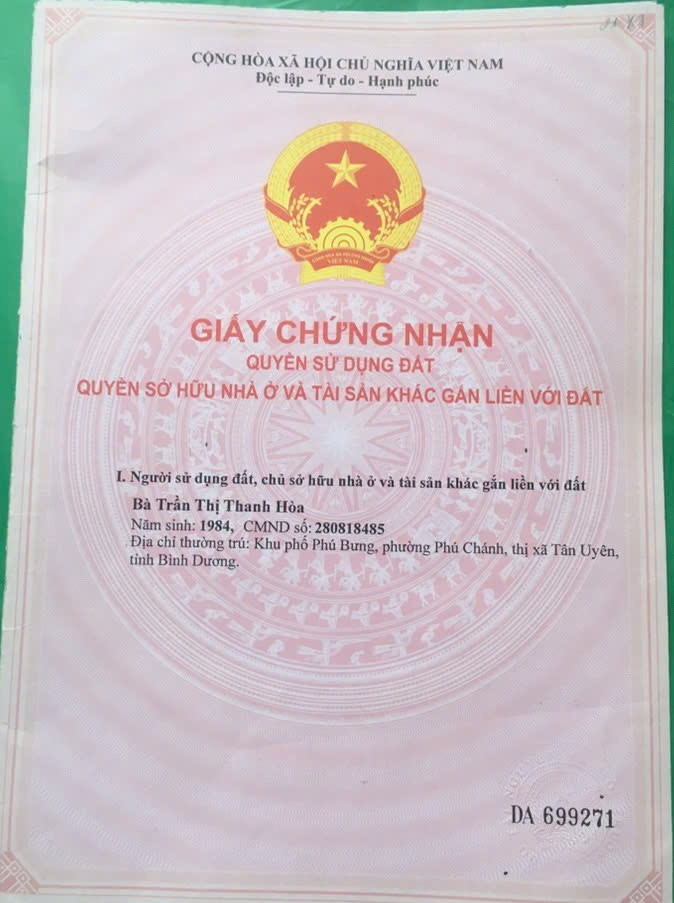 CỘNG HÒA XÃ HỘI CHỦ NGHĨA VIỆT NAM
Độc lập - Tự do - Hạnh phúc
VIỆT NAM
GIẤY CHỨNG NHẬN
QUYỀN SỬ DỤNG ĐẤT
QUYỀN SỞ HỮU NHÀ Ở VÀ TÀI SẢN KHÁC GẮN LIỀN VỚI ĐẤT
I. Người sử dụng đất, chủ sở hữu nhà ở và tài sản khác gắn liền với đất
Bà Trần Thị Thanh Hòa
Năm sinh: 1984, CMND số: 280818485
Địa chỉ thường trú: Khu phố Phú Bưng, phường Phú Chánh, thị xã Tân Uyên,
tỉnh Bình Dương.
DA 699271